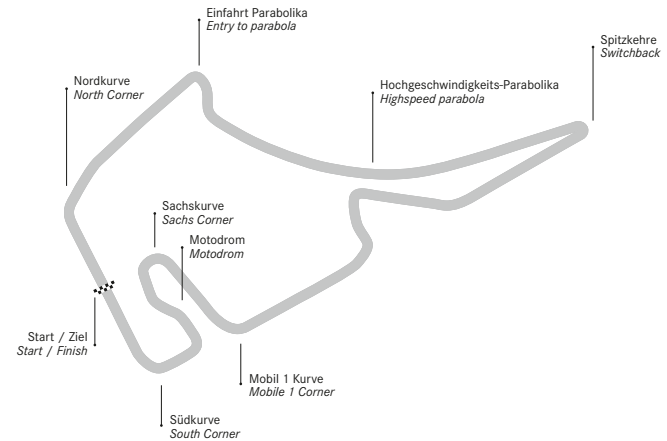 Einfahrt Parabolika
Entry to parabola
Spitzkehre
Switchback
Nordkurve
North Corner
Hochgeschwindigkeits-Parabolika
Highspeed parabola
Sachskurve
Sachs Corner
Motodrom
Motodrom
Start / Ziel
Start / Finish
Mobil 1 Kurve
Mobile 1 Corner
Südkurve
South Corner